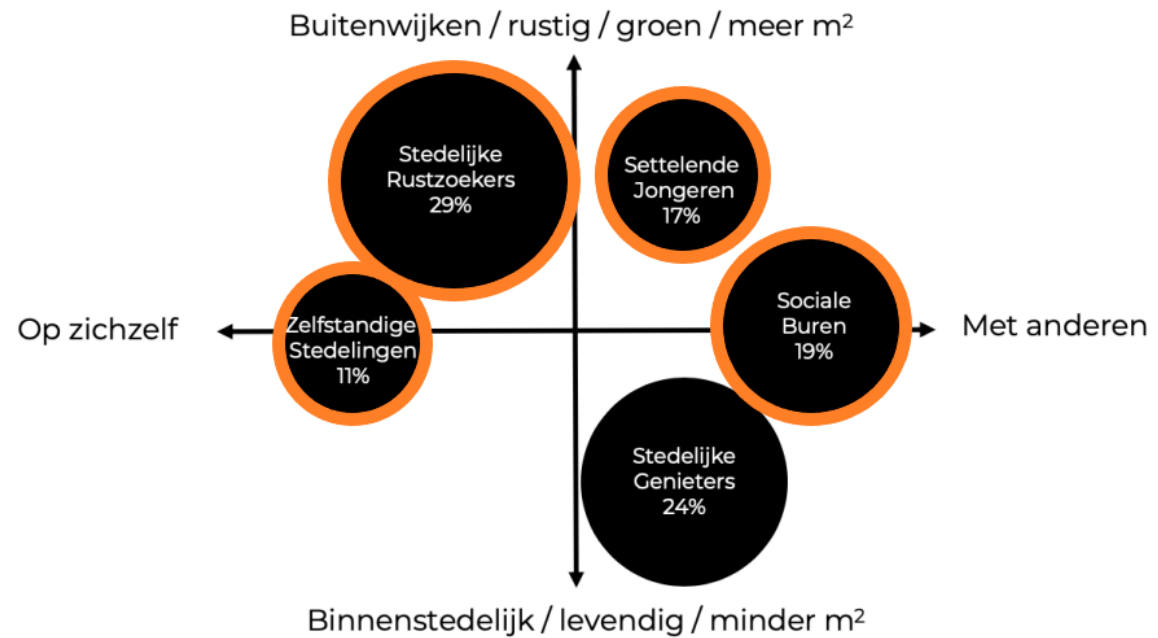 Buitenwijken / rustig / groen / meer m²
Stedelijke
Rustzoekers
29%
Settelende
Jongeren
17%
Op zichzelf
Zelfstandige
Stedelingen
11%
Sociale
Buren
19%
Met anderen
Stedelijke
Genieters
24%
Binnenstedelijk / levendig / minder m²